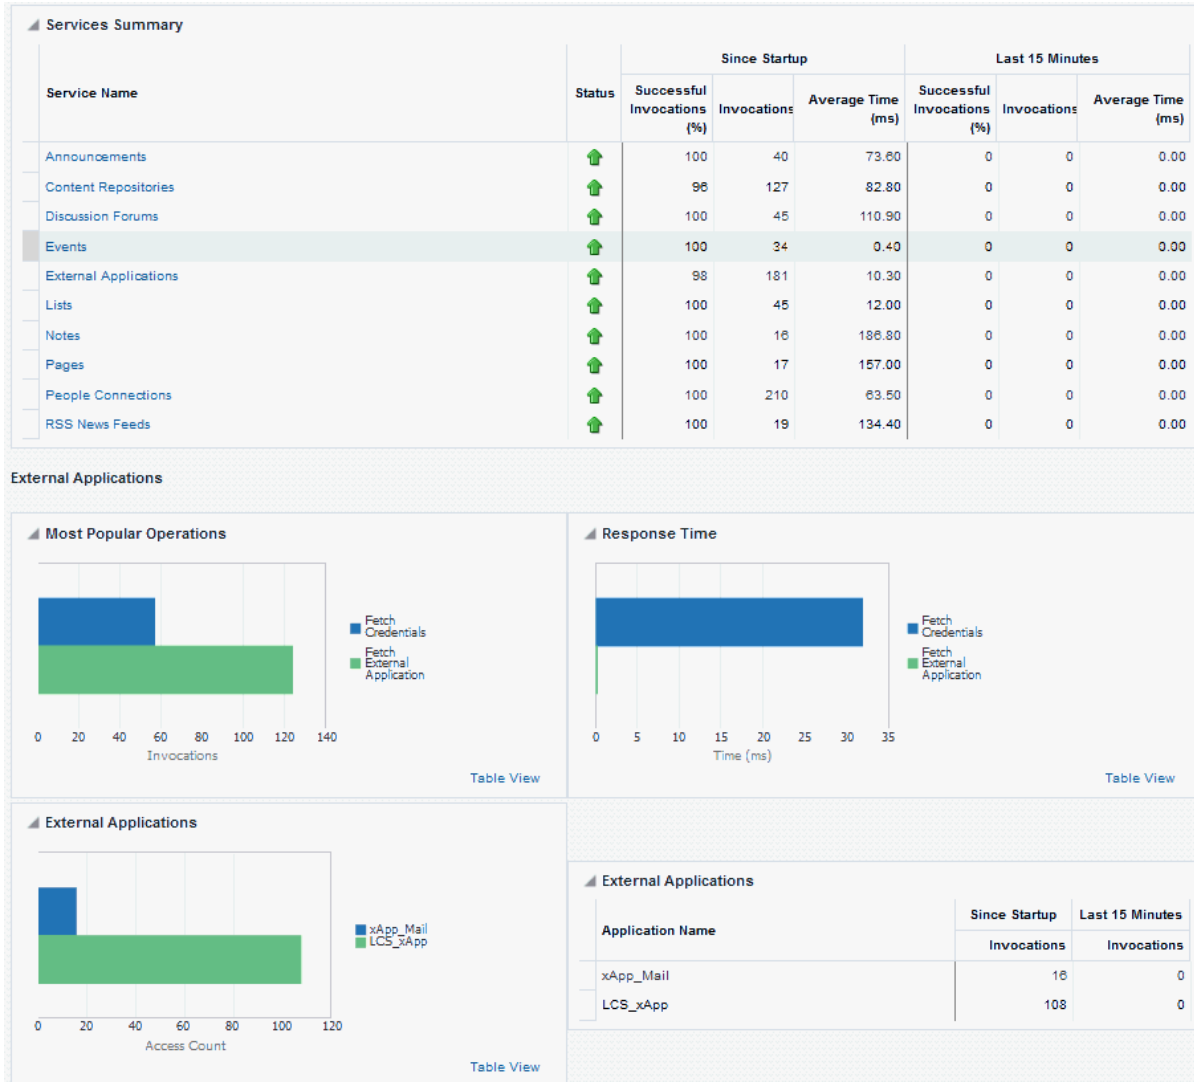 Services Summary
Since Startup Last 15 Minutes
Service Name Status Successful Invocations (%) Invocations Average Time (ms) Successful Invocations (%) Invocations Average Time (ms)
Announcements 100 40 73.60 0 0 0.00
Content Repositories 96 127 82.80 0 0 0.00
Discussion Forums 100 45 110.90 0 0 0.00
Events 100 34 0.40 0 0 0.00
External Applications 98 181 10.30 0 0 0.00
Lists 100 45 12.00 0 0 0.00
Notes 100 16 186.80 0 0 0.00
Pages 100 17 157.00 0 0 0.00
People Connections 100 210 63.50 0 0 0.00
RSS News Feeds 100 19 134.40 0 0 0.00
External Applications
Most Popular Operations
Fetch
Credentials
Fetch
External
Application
0 20 40 60 80 100 120 140
Invocations
Table View
Response Time
Fetch
Credentials
Fetch
External
Application
0 5 10 15 20 25 30 35
Time (ms)
Table View
External Applications
xApp_Mail
LCS_xApp
0 20 40 60 80 100 120
Access Count
Table View
External Applications
Application Name Since Startup Last 15 Minutes
Invocations Invocations
xApp_Mail 16 0
LCS_xApp 108 0